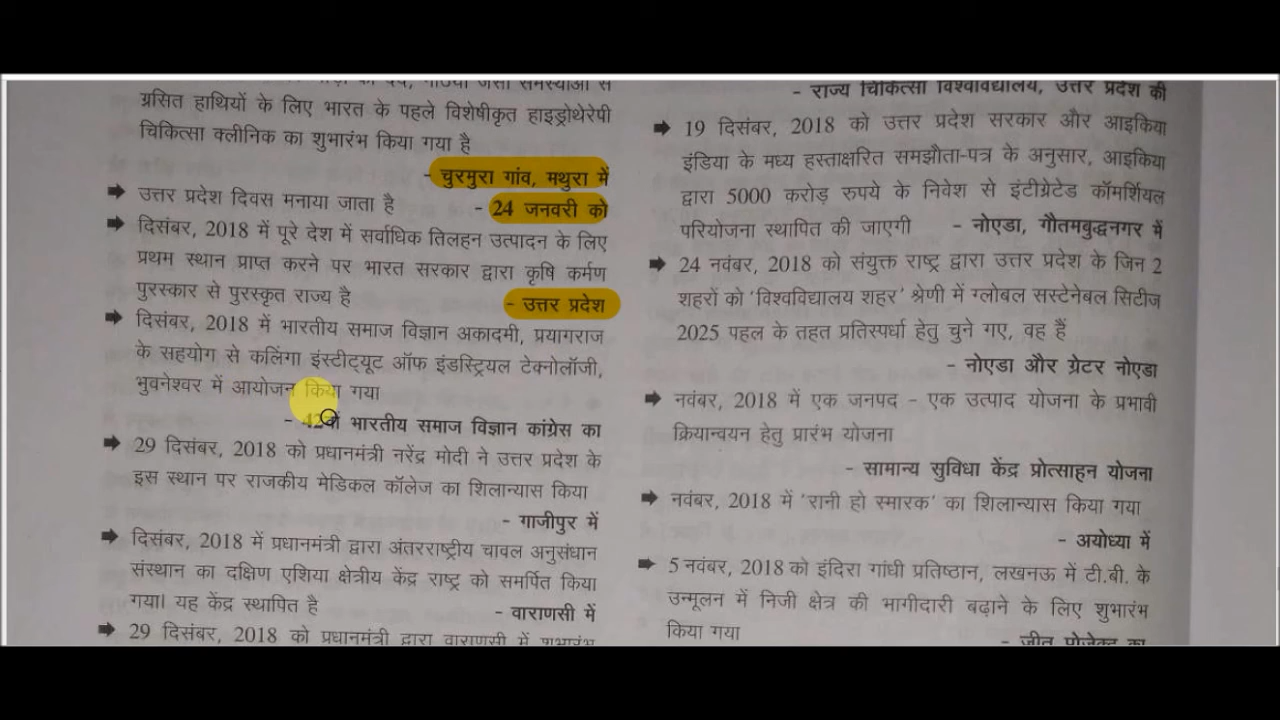 ग्रसित हाथियों के लिए भारत के पहले विशेषीकृत हाइड्रोथेरेपी
चिकित्सा क्लीनिक का शुभारंभ किया गया है
- चुरमुरा गांव, मथुरा में
➡ उत्तर प्रदेश दिवस मनाया जाता है - 24 जनवरी को
➡ दिसंबर, 2018 में पूरे देश में सर्वाधिक तिलहन उत्पादन के लिए
प्रथम स्थान प्राप्त करने पर भारत सरकार द्वारा कृषि कर्मण
पुरस्कार से पुरस्कृत राज्य है - उत्तर प्रदेश
➡ दिसंबर, 2018 में भारतीय समाज विज्ञान अकादमी, प्रयागराज
के सहयोग से कलिंगा इंस्टीट्यूट ऑफ इंडस्ट्रियल टेक्नोलॉजी,
भुवनेश्वर में आयोजन किया गया
- 42वें भारतीय समाज विज्ञान कांग्रेस का
➡ 29 दिसंबर, 2018 को प्रधानमंत्री नरेंद्र मोदी ने उत्तर प्रदेश के
इस स्थान पर राजकीय मेडिकल कॉलेज का शिलान्यास किया
- गाजीपुर में
➡ दिसंबर, 2018 में प्रधानमंत्री द्वारा अंतरराष्ट्रीय चावल अनुसंधान
संस्थान का दक्षिण एशिया क्षेत्रीय केंद्र राष्ट्र को समर्पित किया
गया। यह केंद्र स्थापित है - वाराणसी में
➡ 29 दिसंबर, 2018 को प्रधानमंत्री द्वारा वाराणसी में शुभारंभ
- राज्य चिकित्सा विश्वविद्यालय, उत्तर प्रदेश की
➡ 19 दिसंबर, 2018 को उत्तर प्रदेश सरकार और आइकिया
इंडिया के मध्य हस्ताक्षरित समझौता-पत्र के अनुसार, आइकिया
द्वारा 5000 करोड़ रुपये के निवेश से इंटीग्रेटेड कॉमर्शियल
परियोजना स्थापित की जाएगी - नोएडा, गौतमबुद्धनगर में
➡ 24 नवंबर, 2018 को संयुक्त राष्ट्र द्वारा उत्तर प्रदेश के जिन 2
शहरों को 'विश्वविद्यालय शहर' श्रेणी में ग्लोबल सस्टेनेबल सिटीज
2025 पहल के तहत प्रतिस्पर्धा हेतु चुने गए, वह हैं
- नोएडा और ग्रेटर नोएडा
➡ नवंबर, 2018 में एक जनपद - एक उत्पाद योजना के प्रभावी
क्रियान्वयन हेतु प्रारंभ योजना
- सामान्य सुविधा केंद्र प्रोत्साहन योजना
➡ नवंबर, 2018 में 'रानी हो स्मारक' का शिलान्यास किया गया
- अयोध्या में
➡ 5 नवंबर, 2018 को इंदिरा गांधी प्रतिष्ठान, लखनऊ में टी.बी. के
उन्मूलन में निजी क्षेत्र की भागीदारी बढ़ाने के लिए शुभारंभ
किया गया
- जीत प्रोजेक्ट का